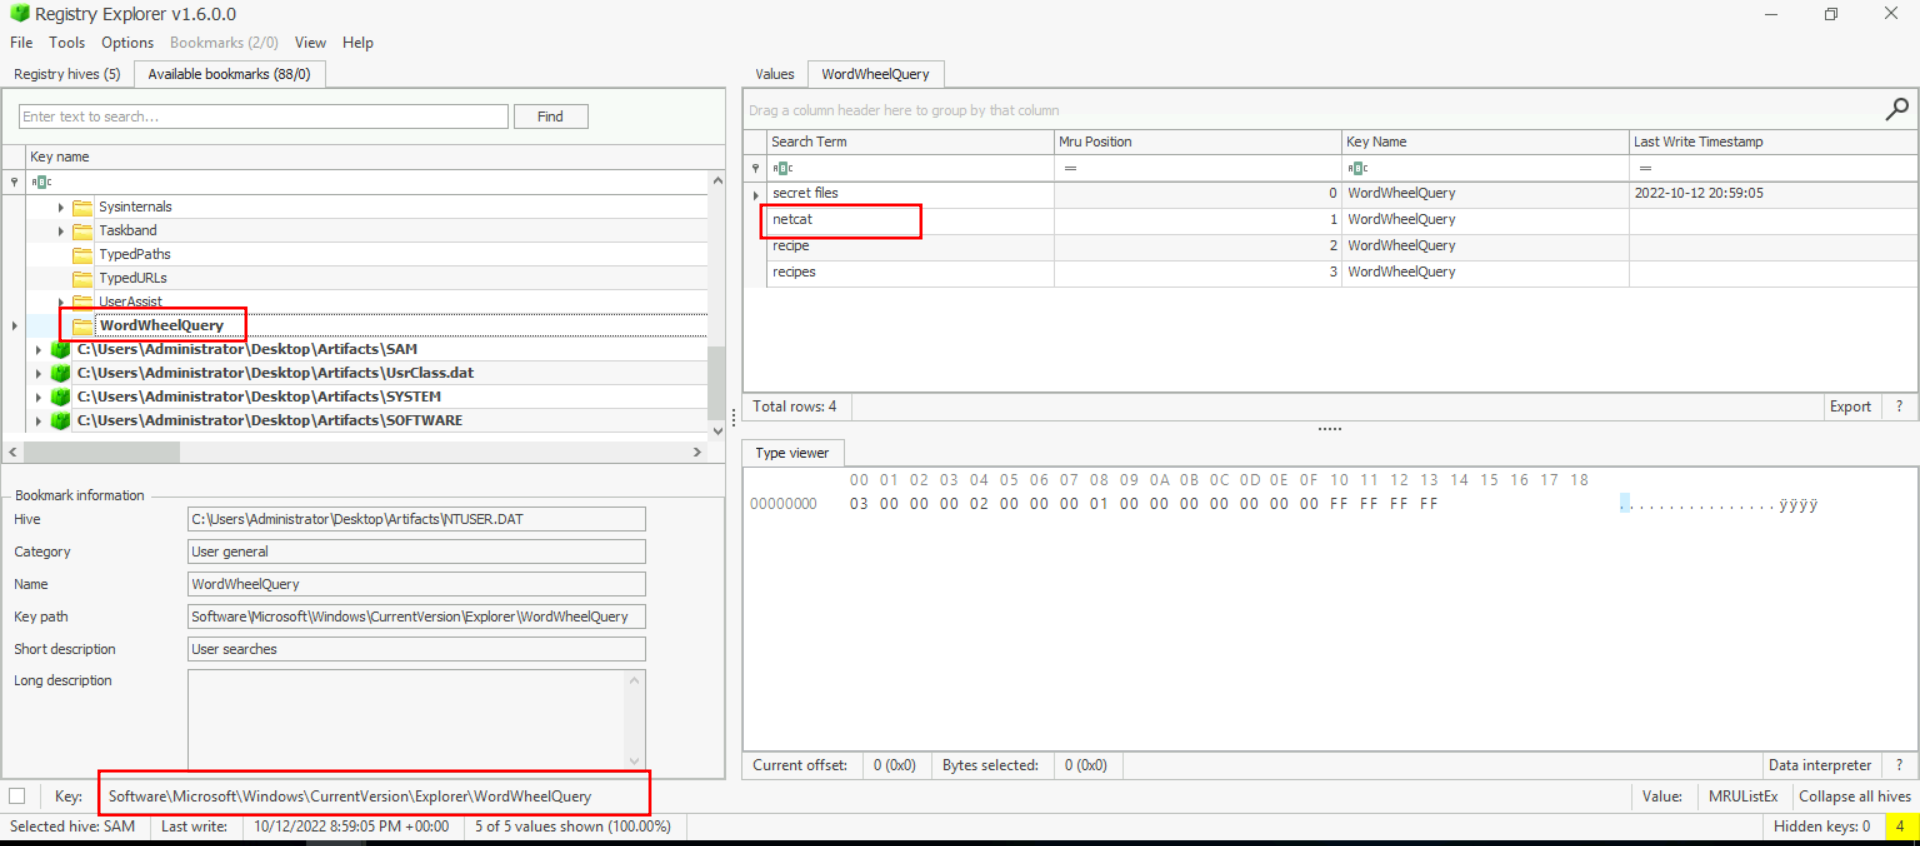 Registry Explorer v1.6.0.0
File Tools Options Bookmarks (2/0) View Help
Registry hives (5) Available bookmarks (88/0)
Enter text to search... Find
Key name
Sysinternals
Taskband
TypedPaths
TypedURLs
UserAssist
WordWheelQuery
C:\Users\Administrator\Desktop\Artifacts\SAM
C:\Users\Administrator\Desktop\Artifacts\UsrClass.dat
C:\Users\Administrator\Desktop\Artifacts\SYSTEM
C:\Users\Administrator\Desktop\Artifacts\SOFTWARE
Bookmark information
Hive C:\Users\Administrator\Desktop\Artifacts\NTUSER.DAT
Category User general
Name WordWheelQuery
Key path Software\Microsoft\Windows\CurrentVersion\Explorer\WordWheelQuery
Short description User searches
Long description
Values WordWheelQuery
Drag a column header here to group by that column
Search Term Mru Position Key Name Last Write Timestamp
= =
secret files 0 WordWheelQuery 2022-10-12 20:59:05
netcat 1 WordWheelQuery
recipe 2 WordWheelQuery
recipes 3 WordWheelQuery
Total rows: 4 Export ?
Type viewer
00 01 02 03 04 05 06 07 08 09 0A 0B 0C 0D 0E 0F 10 11 12 13 14 15 16 17 18
00000000 03 00 00 00 02 00 00 00 01 00 00 00 00 00 00 00 FF FF FF FF ................ÿÿÿÿ
Current offset: 0 (0x0) Bytes selected: 0 (0x0) Data interpreter ?
Key: Software\Microsoft\Windows\CurrentVersion\Explorer\WordWheelQuery Value: MRUListEx Collapse all hives
Selected hive: SAM Last write: 10/12/2022 8:59:05 PM +00:00 5 of 5 values shown (100.00%) Hidden keys: 0 4